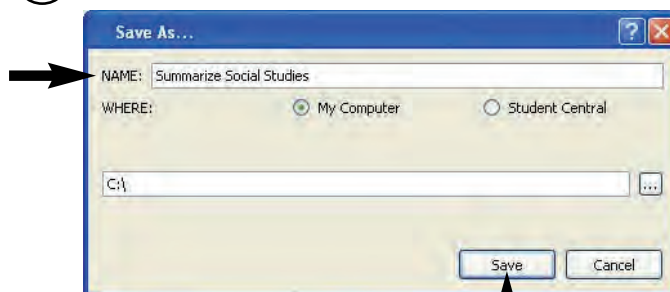 Save As...
NAME: Summarize Social Studies
WHERE: My Computer Student Central
C:\
...
Save Cancel